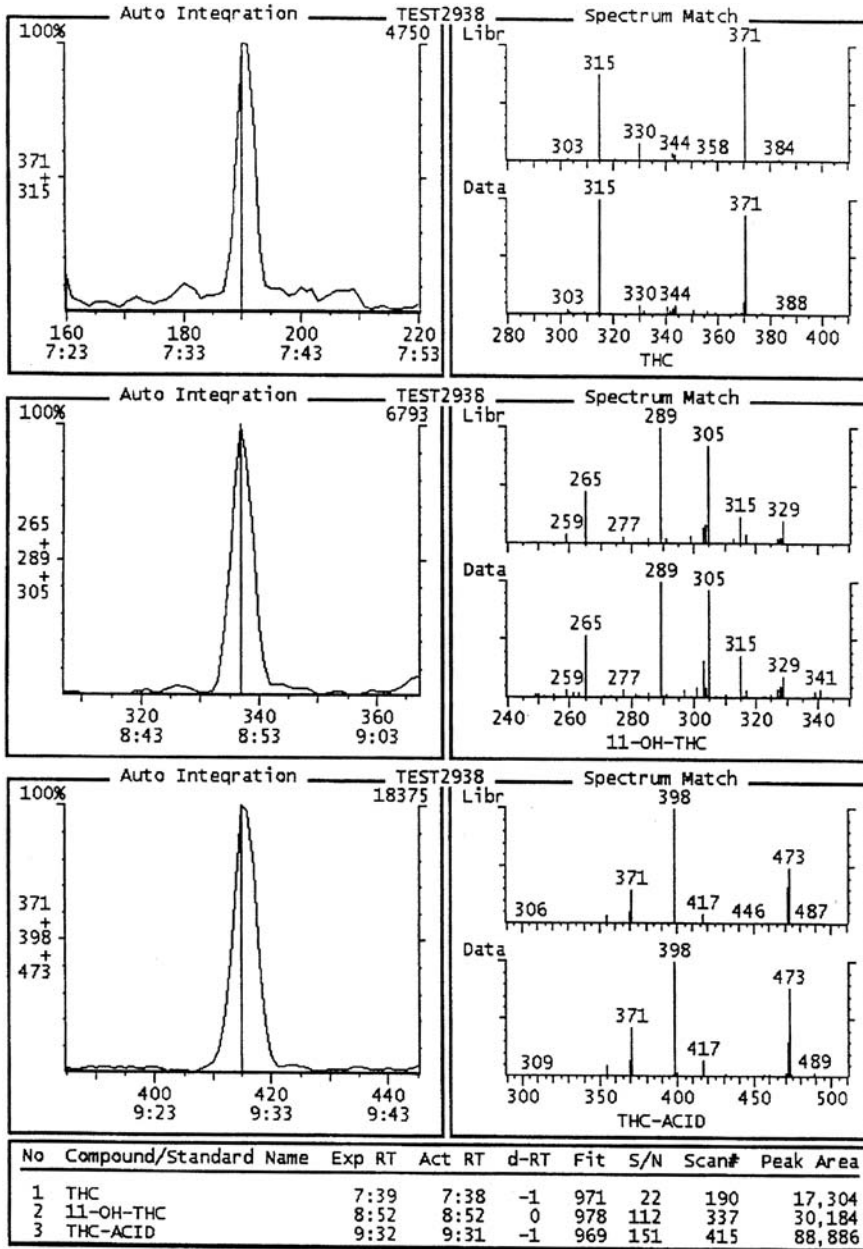 Auto Inteqration TEST2938 Spectrum Match
100% 4750
371
+
315
160 180 200 220
7:23 7:33 7:43 7:53
Libr
371
315
330
303 344 358 384
Data
315
371
303 330 344 388
280 300 320 340 360 380 400
THC
Auto Inteqration TEST2938 Spectrum Match
100% 6793
265
+
289
+
305
320 340 360
8:43 8:53 9:03
Libr
289
305
265
315 329
259 277
Data
289
305
265
315
329
259 277 341
240 260 280 300 320 340
11-OH-THC
Auto Inteqration TEST2938 Spectrum Match
100% 18375
371
+
398
+
473
400 420 440
9:23 9:33 9:43
Libr
398
473
371
306 417 446 487
Data
398
473
371
417
309 489
300 350 400 450 500
THC-ACID
No Compound/Standard Name Exp RT Act RT d-RT Fit S/N Scan# Peak Area
1 THC 7:39 7:38 -1 971 22 190 17,304
2 11-OH-THC 8:52 8:52 0 978 112 337 30,184
3 THC-ACID 9:32 9:31 -1 969 151 415 88,886